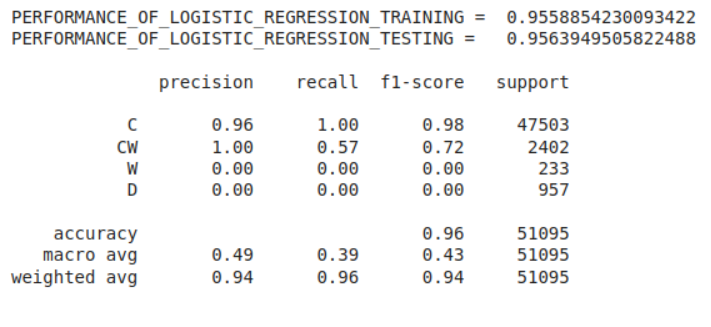 PERFORMANCE_OF_LOGISTIC_REGRESSION_TRAINING = 0.9558854230093422
PERFORMANCE_OF_LOGISTIC_REGRESSION_TESTING = 0.9563949505822488
precision recall f1-score support
C 0.96 1.00 0.98 47503
CW 1.00 0.57 0.72 2402
W 0.00 0.00 0.00 233
D 0.00 0.00 0.00 957
accuracy 0.96 51095
macro avg 0.49 0.39 0.43 51095
weighted avg 0.94 0.96 0.94 51095